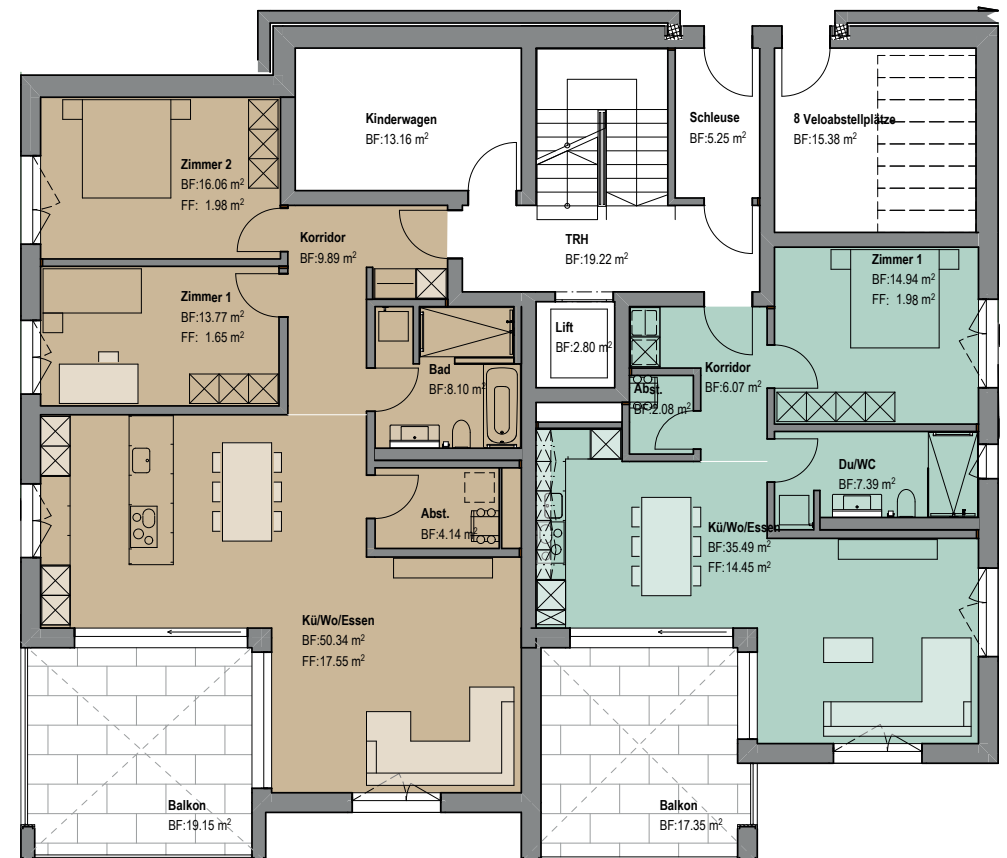 Kinderwagen
BF:13.16 m²
Schleuse
BF:5.25 m²
8 Veloabstellplätze
BF:15.38 m²
Zimmer 2
BF:16.06 m²
FF: 1.98 m²
Korridor
BF:9.89 m²
TRH
BF:19.22 m²
Zimmer 1
BF:14.94 m²
FF: 1.98 m²
Zimmer 1
BF:13.77 m²
FF: 1.65 m²
Lift
BF:2.80 m²
Bad
BF:8.10 m²
Korridor
BF:6.07 m²
Abst.
BF:2.08 m²
Du/WC
BF:7.39 m²
Abst.
BF:4.14 m²
Kü/Wo/Essen
BF:35.49 m²
FF:14.45 m²
Kü/Wo/Essen
BF:50.34 m²
FF:17.55 m²
Balkon
BF:19.15 m²
Balkon
BF:17.35 m²